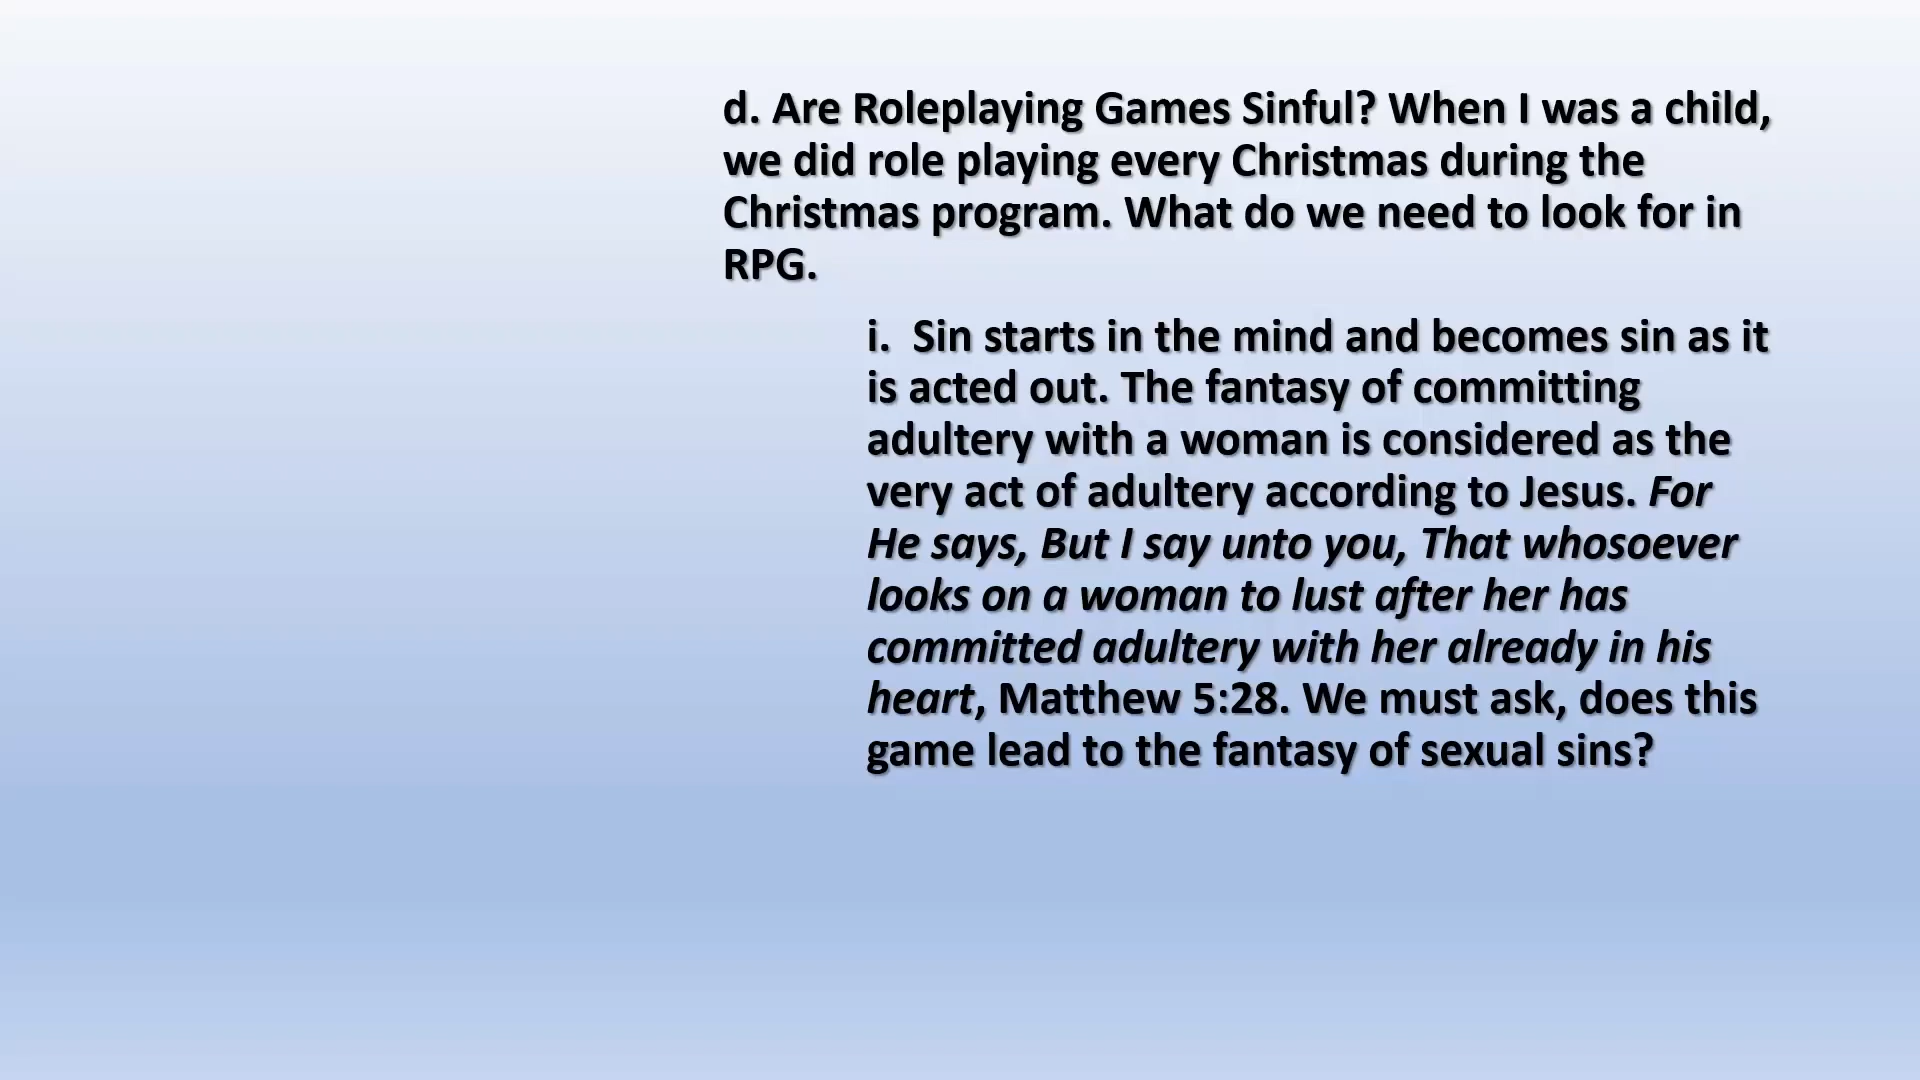 d. Are Roleplaying Games Sinful? When I was a child,
we did role playing every Christmas during the
Christmas program. What do we need to look for in
RPG.
i. Sin starts in the mind and becomes sin as it
is acted out. The fantasy of committing
adultery with a woman is considered as the
very act of adultery according to Jesus. For
He says, But I say unto you, That whosoever
looks on a woman to lust after her has
committed adultery with her already in his
heart, Matthew 5:28. We must ask, does this
game lead to the fantasy of sexual sins?